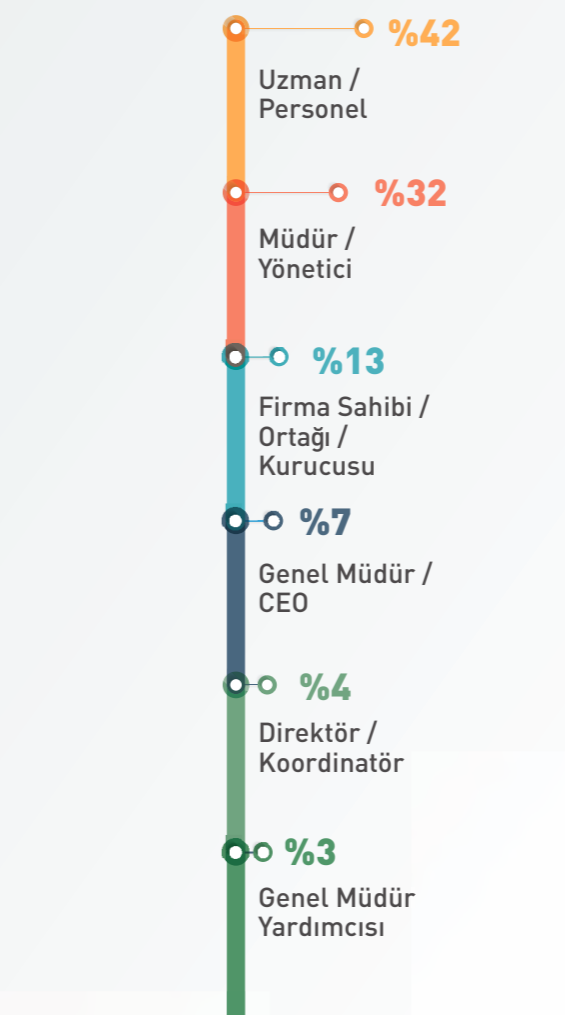 %42
Uzman /
Personel
%32
Müdür /
Yönetici
%13
Firma Sahibi /
Ortağı /
Kurucusu
%7
Genel Müdür /
CEO
%4
Direktör /
Koordinatör
%3
Genel Müdür
Yardımcısı